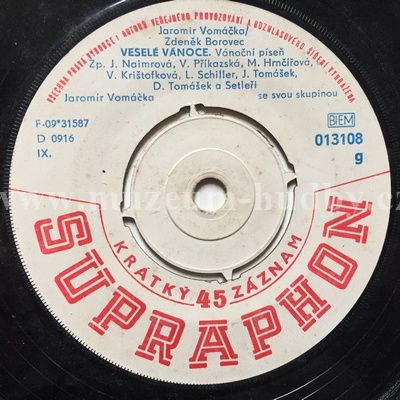 VŠECHNA PRÁVA VÝROBCE I AUTORA VEŘEJNÉHO PROVOZOVÁNÍ A ROZHLASOVÉHO ŠÍŘENÍ VYHRAŽENA
Jaromír Vomáčka/
Zdeněk Borovec
VESELÉ VÁNOCE. Vánoční píseň
Zp. J. Naimrová, V. Příkazská, M. Hrnčířová,
V. Krištofková, L. Schiller, J. Tomášek,
D. Tomášek a Setleři
Jaromír Vomáčka se svou skupinou
F-09*31587
D 0916
IX.
BIEM
013108
g
www.muzeum-hudby.cz
KRÁTKÝ 45 ZÁZNAM
SUPRAPHON